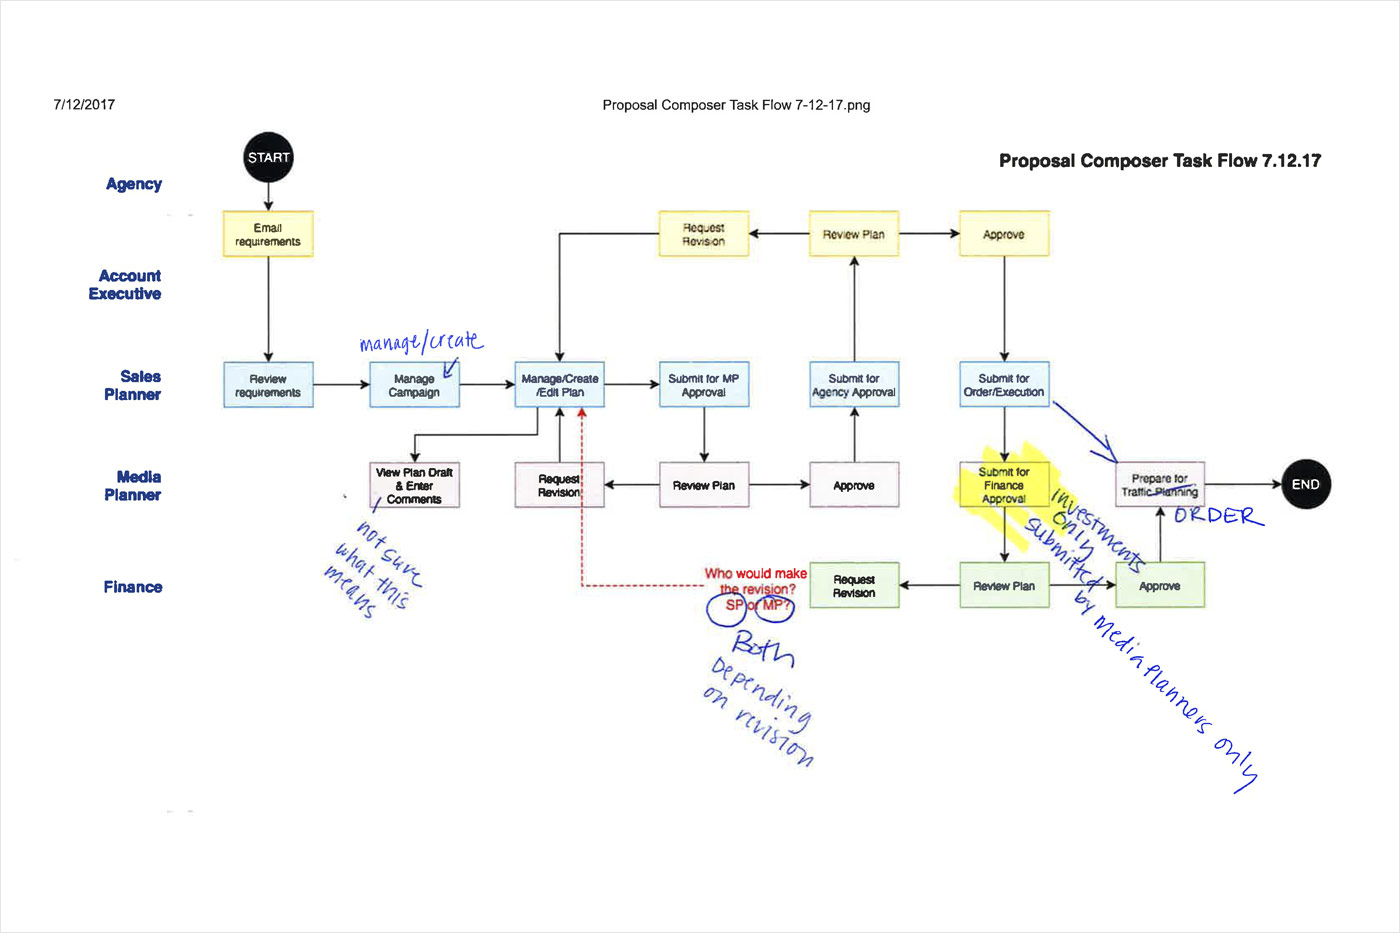 7/12/2017
Proposal Composer Task Flow 7-12-17.png
Proposal Composer Task Flow 7.12.17
START
Agency
Email
requirements
Request
Revision
Review Plan
Approve
Account
Executive
manage/create
Sales
Planner
Review
requirements
Manage
Campaign
Manage/Create
/Edit Plan
Submit for MP
Approval
Submit for
Agency Approval
Submit for
Order/Execution
Media
Planner
View Plan Draft
& Enter
Comments
Request
Revision
Review Plan
Approve
Submit for
Finance
Approval
Prepare for
Traffic Planning
ORDER
END
not sure
what this
means
investments
only
submitted by Media Planners only
Finance
Who would make
the revision?
SP or MP?
Request
Revision
Review Plan
Approve
Both
Depending
on revision